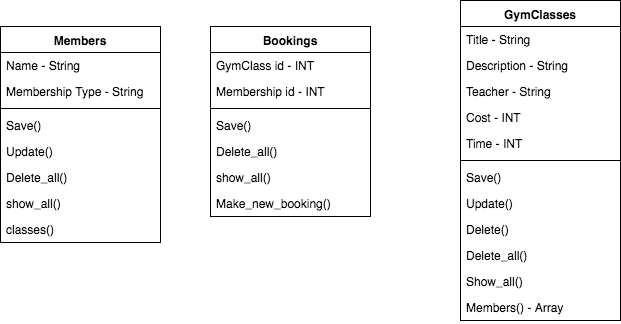 Members
Name - String
Membership Type - String
Save()
Update()
Delete_all()
show_all()
classes()
Bookings
GymClass id - INT
Membership id - INT
Save()
Delete_all()
show_all()
Make_new_booking()
GymClasses
Title - String
Description - String
Teacher - String
Cost - INT
Time - INT
Save()
Update()
Delete()
Delete_all()
Show_all()
Members() - Array